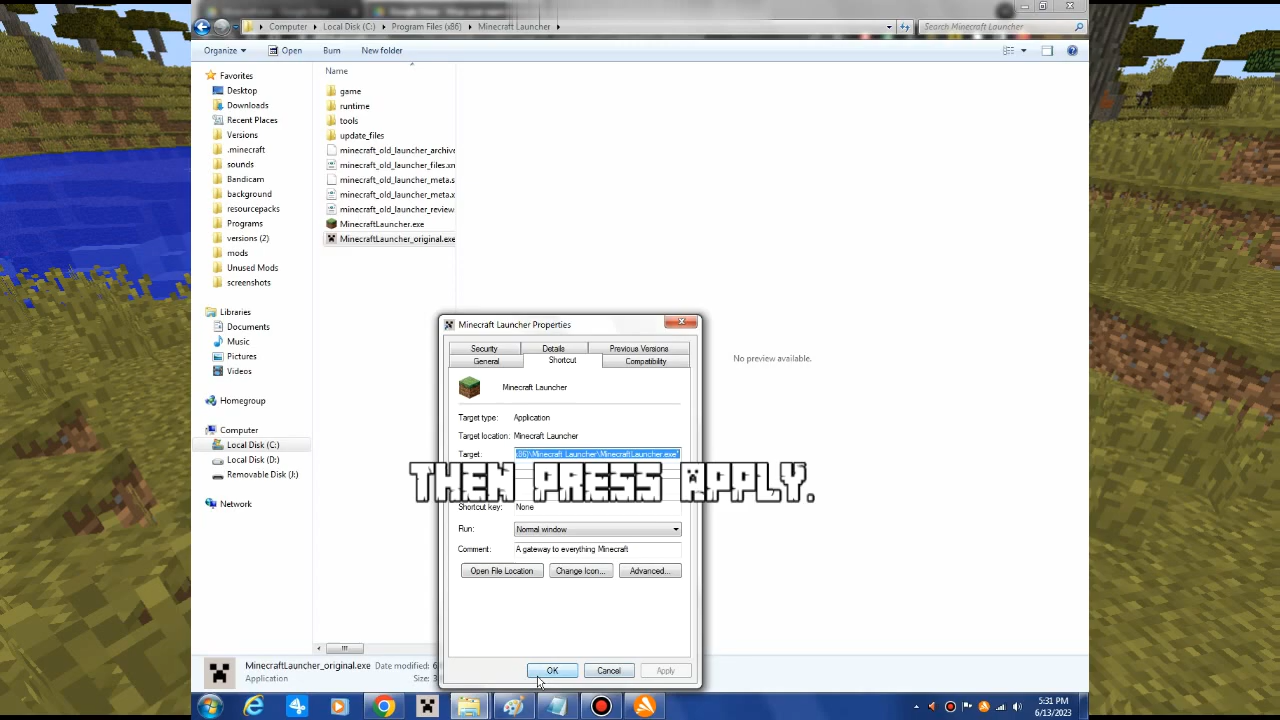 Computer
Local Disk (C:)
Program Files (x86)
Minecraft Launcher
Search Minecraft Launcher
Organize
Open
Burn
New folder
Favorites
Desktop
Downloads
Recent Places
Versions
.minecraft
sounds
Bandicam
background
resourcepacks
Programs
versions (2)
mods
Unused Mods
screenshots
Libraries
Documents
Music
Pictures
Videos
Homegroup
Computer
Local Disk (C:)
Local Disk (D:)
Removable Disk (I:)
Network
Name
game
runtime
tools
update_files
minecraft_old_launcher_archive
minecraft_old_launcher_files.xm
minecraft_old_launcher_meta.s
minecraft_old_launcher_meta.x
minecraft_old_launcher_review
MinecraftLauncher.exe
MinecraftLauncher_original.exe
No preview available.
Minecraft Launcher Properties
Security
Details
Previous Versions
General
Shortcut
Compatibility
Minecraft Launcher
Target type: Application
Target location: Minecraft Launcher
Target: .86)\Minecraft Launcher\MinecraftLauncher.exe"
THEN PRESS APPLY.
Shortcut key: None
Run: Normal window
Comment: A gateway to everything Minecraft
Open File Location
Change Icon...
Advanced...
OK
Cancel
Apply
MinecraftLauncher_original.exe Date modified: 6
Application Size: 3
5:31 PM
6/13/2023